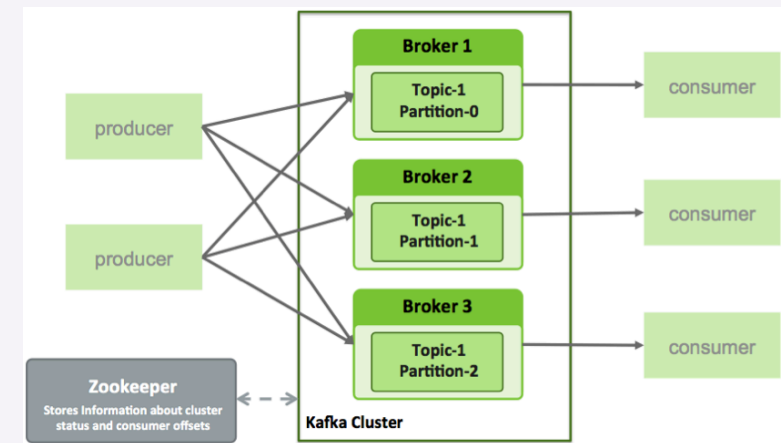 producer
producer
Broker 1
Topic-1
Partition-0
Broker 2
Topic-1
Partition-1
Broker 3
Topic-1
Partition-2
consumer
consumer
consumer
Zookeeper
Stores Information about cluster
status and consumer offsets
Kafka Cluster